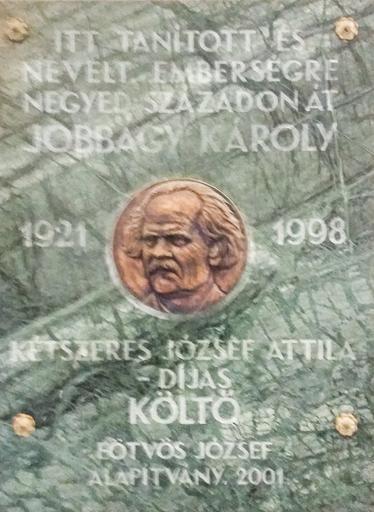 ITT TANÍTOTT ÉS
NEVELT EMBERSÉGRE
NEGYED SZÁZADON ÁT
JOBBÁGY KÁROLY
1921 1998
KÉTSZERES JÓZSEF ATTILA
- DÍJAS
KÖLTŐ
EÖTVÖS JÓZSEF
ALAPÍTVÁNY. 2001